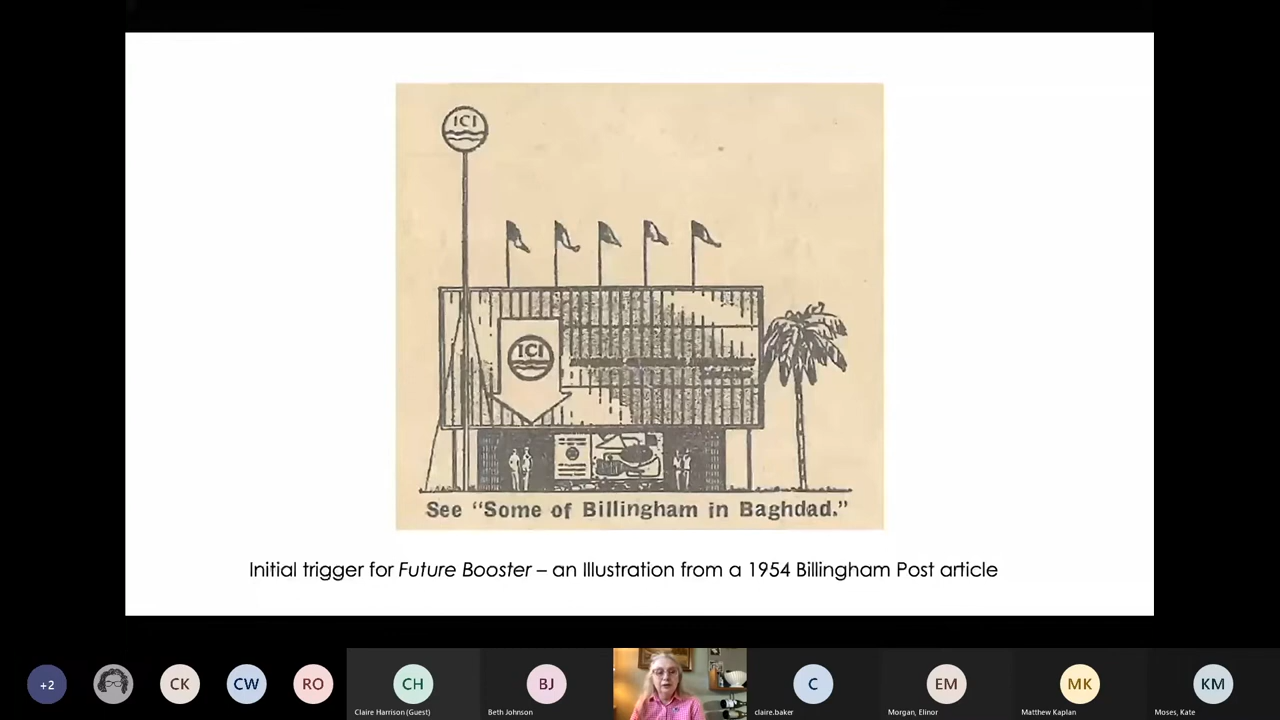 ICI
ICI
See "Some of Billingham in Baghdad."
Initial trigger for Future Booster – an Illustration from a 1954 Billingham Post article
+2
CK
CW
RO
CH
BJ
C
EM
MK
KM
Claire Harrison (Guest)
Beth Johnson
claire.baker
Morgan, Elinor
Matthew Kaplan
Moses, Kate